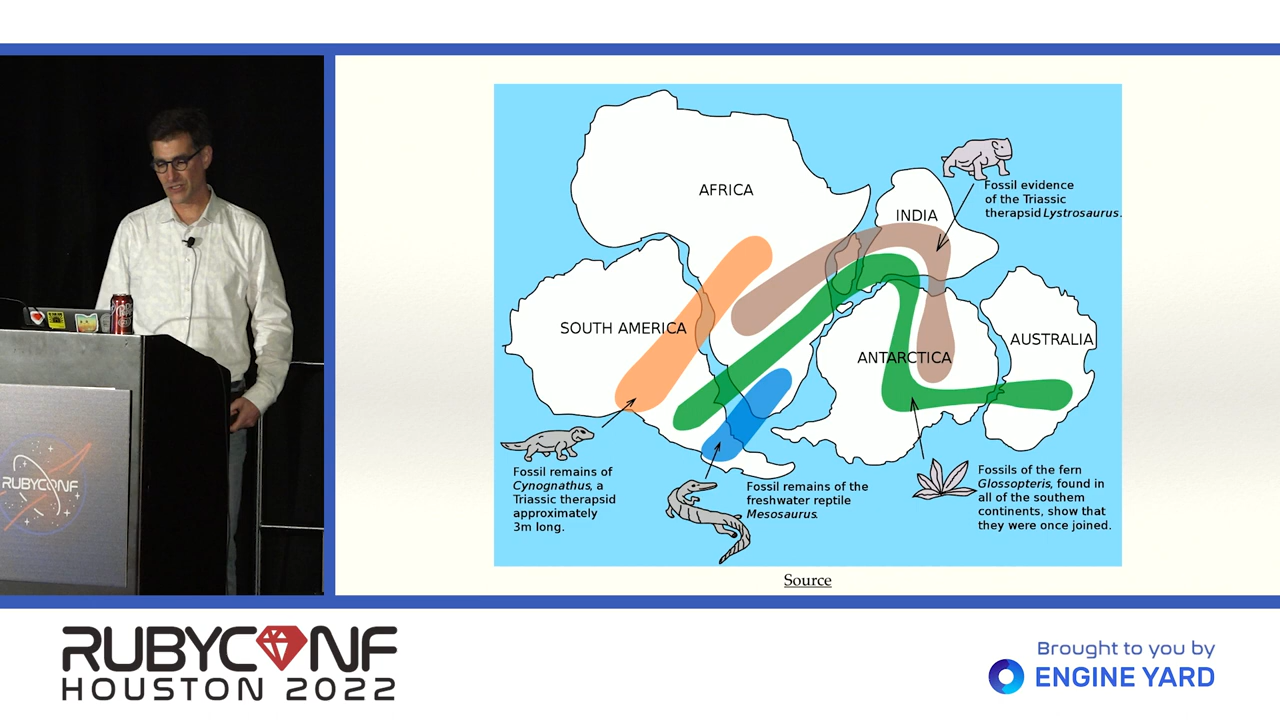 AFRICA
INDIA
Fossil evidence
of the Triassic
therapsid Lystrosaurus.
SOUTH AMERICA
ANTARCTICA
AUSTRALIA
Fossil remains of
Cynognathus, a
Triassic therapsid
approximately
3m long.
Fossil remains of the
freshwater reptile
Mesosaurus.
Fossils of the fern
Glossopteris, found in
all of the southern
continents, show that
they were once joined.
Source
RUBYCONF
RUBYCONF
HOUSTON 2022
Brought to you by
ENGINE YARD